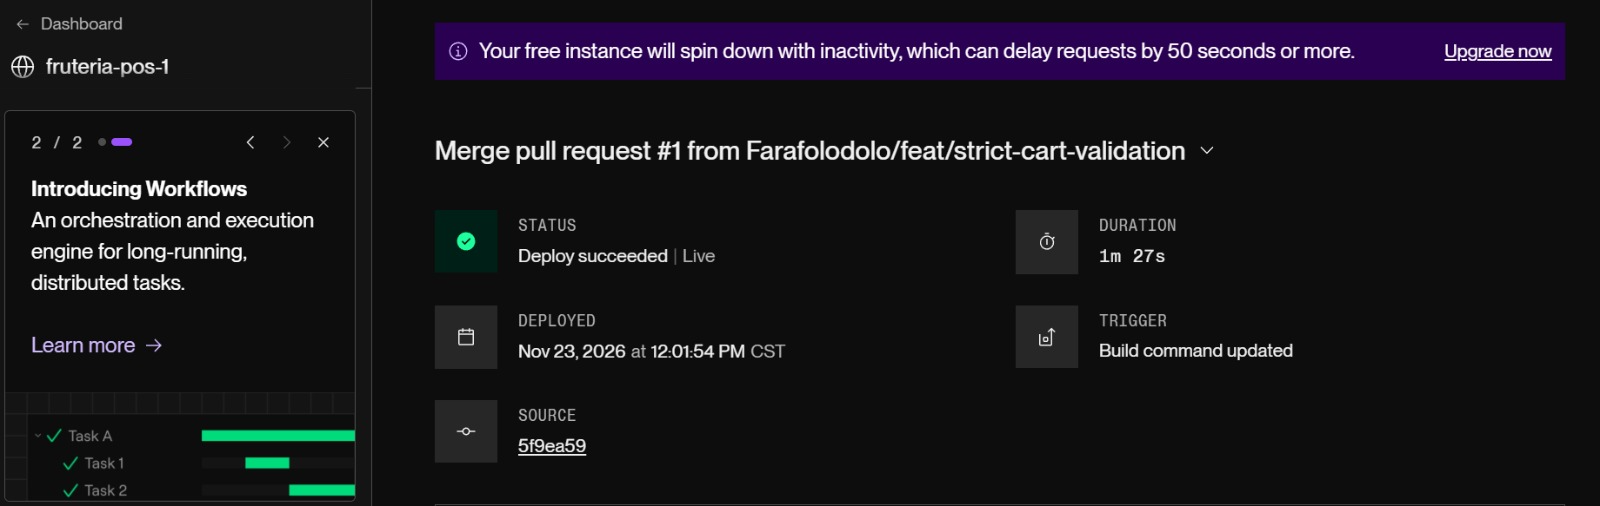 ← Dashboard
fruteria-pos-1
2 / 2
Introducing Workflows
An orchestration and execution
engine for long-running,
distributed tasks.
Learn more →
Task A
Task 1
Task 2
Your free instance will spin down with inactivity, which can delay requests by 50 seconds or more.
Upgrade now
Merge pull request #1 from Farafolodolo/feat/strict-cart-validation
STATUS
Deploy succeeded | Live
DURATION
1m 27s
DEPLOYED
Nov 23, 2026 at 12:01:54 PM CST
TRIGGER
Build command updated
SOURCE
5f9ea59